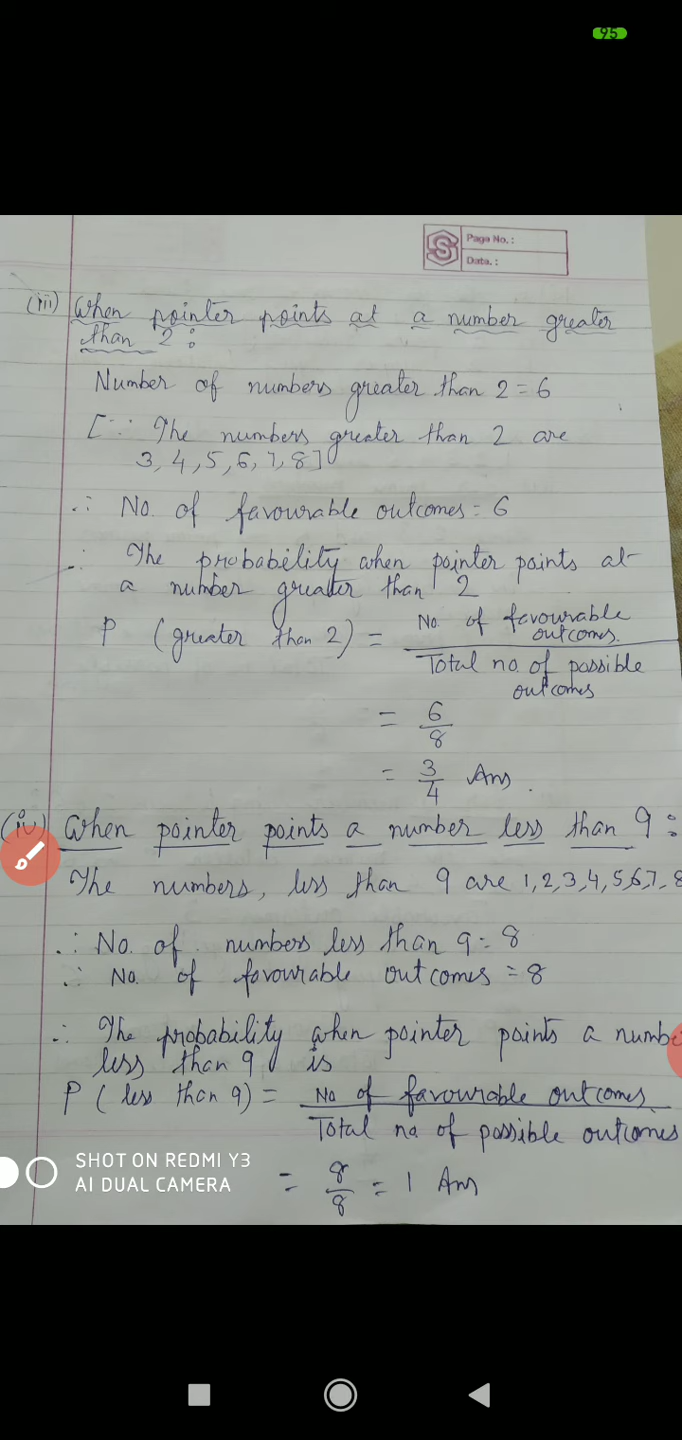 95
Page No. :
Date. :
(iii) When pointer points at a number greater
than 2 :
Number of numbers greater than 2 = 6
[∵ The numbers greater than 2 are
3, 4, 5, 6, 7, 8]
∴ No. of favourable outcomes = 6
∴ The probability when pointer points at
a number greater than 2
P (greater than 2) = No. of favourable outcomes. / Total no. of possible outcomes
= 6/8
= 3/4 Ans.
(iv) When pointer points a number less than 9 :
The numbers, less than 9 are 1, 2, 3, 4, 5, 6, 7, 8
∴ No. of numbers less than 9 = 8
∴ No. of favourable outcomes = 8
∴ The probability when pointer points a numbe
less than 9 is
P ( less than 9) = No of favourable outcomes. / Total no. of possible outcomes
= 8/8 = 1 Ans
SHOT ON REDMI Y3
AI DUAL CAMERA